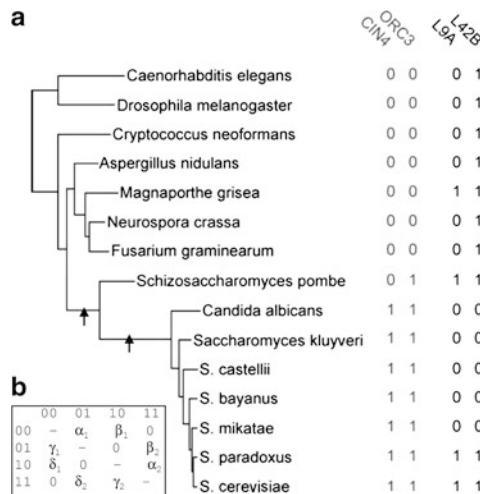 a
CIN4 ORC3 L9A L42B
Caenorhabditis elegans 0 0 0 1
Drosophila melanogaster 0 0 0 1
Cryptococcus neoformans 0 0 0 1
Aspergillus nidulans 0 0 0 1
Magnaporthe grisea 0 0 1 1
Neurospora crassa 0 0 0 1
Fusarium graminearum 0 0 0 1
Schizosaccharomyces pombe 0 1 1 1
Candida albicans 1 1 0 0
Saccharomyces kluyveri 1 1 0 0
S. castellii 1 1 0 0
S. bayanus 1 1 0 0
S. mikatae 1 1 0 0
S. paradoxus 1 1 1 1
S. cerevisiae 1 1 1 1
b
00 01 10 11
00 – α₁ β₁ 0
01 γ₁ – 0 β₂
10 δ₁ 0 – α₂
11 0 δ₂ γ₂ –